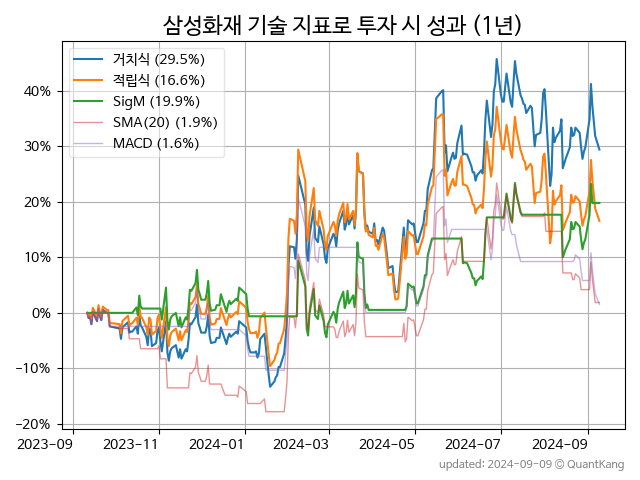 삼성화재 기술 지표로 투자 시 성과 (1년)
거치식 (29.5%)
적립식 (16.6%)
SigM (19.9%)
SMA(20) (1.9%)
MACD (1.6%)
40%
30%
20%
10%
0%
−10%
−20%
2023-09 2023-11 2024-01 2024-03 2024-05 2024-07 2024-09
updated: 2024-09-09 © QuantKang